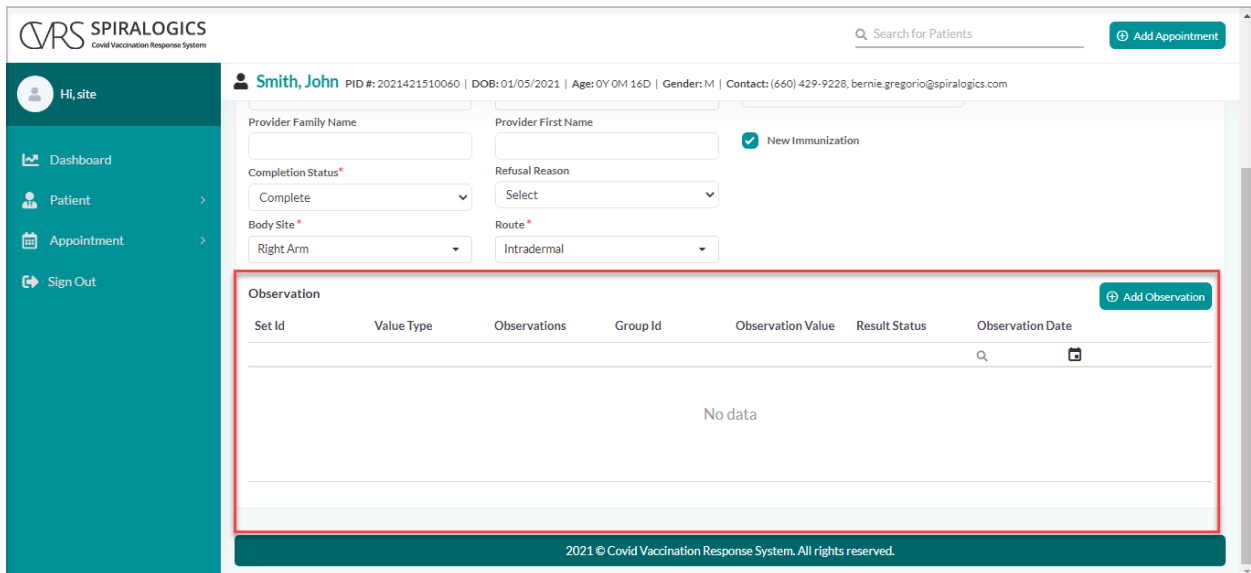 CVRS SPIRALOGICS
Covid Vaccination Response System
Search for Patients
Add Appointment
Hi, site
Smith, John PID #: 2021421510060 | DOB: 01/05/2021 | Age: 0Y 0M 16D | Gender: M | Contact: (660) 429-9228, bernie.gregorio@spiralogics.com
Dashboard
Patient
Appointment
Sign Out
Provider Family Name Provider First Name
New Immunization
Completion Status* Refusal Reason
Complete Select
Body Site* Route*
Right Arm Intradermal
Observation Add Observation
Set Id Value Type Observations Group Id Observation Value Result Status Observation Date
No data
2021 © Covid Vaccination Response System. All rights reserved.